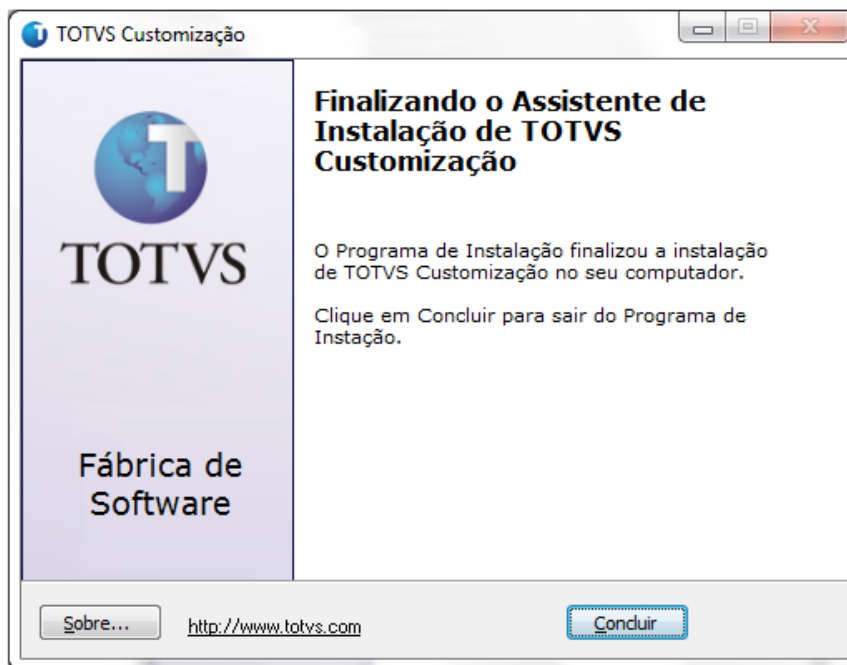 TOTVS Customização
Finalizando o Assistente de
Instalação de TOTVS
Customização
O Programa de Instalação finalizou a instalação
de TOTVS Customização no seu computador.
Clique em Concluir para sair do Programa de
Instação.
T
TOTVS
Fábrica de
Software
Sobre...
http://www.totvs.com
Concluir